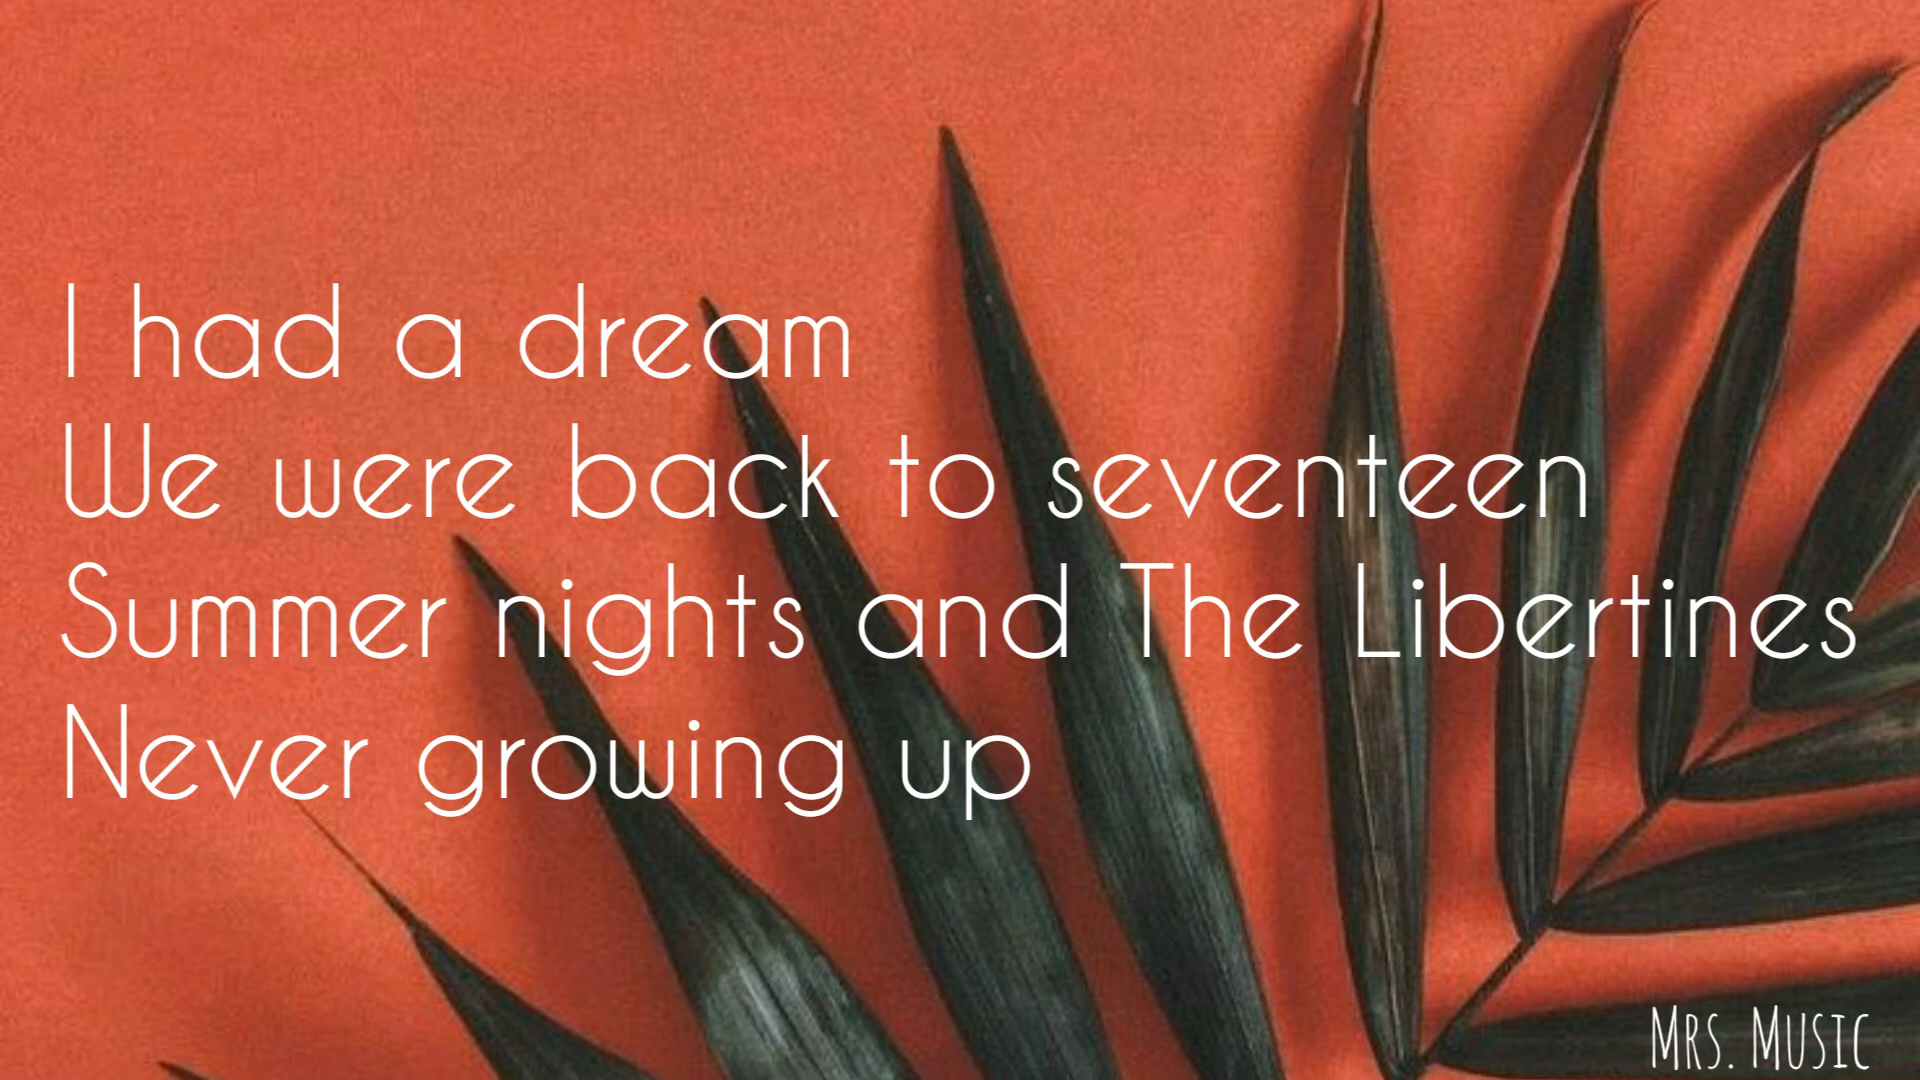 I had a dream
We were back to seventeen
Summer nights and The Libertines
Never growing up
Mrs. Music